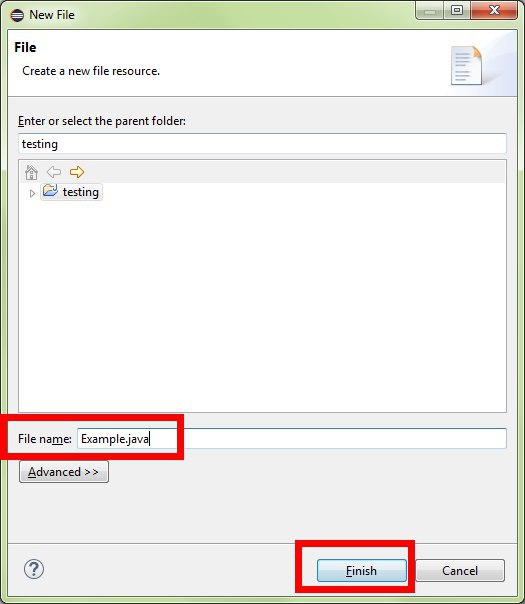 New File
File
Create a new file resource.
Enter or select the parent folder:
testing
testing
File name: Example.java
Advanced >>
?
Finish Cancel